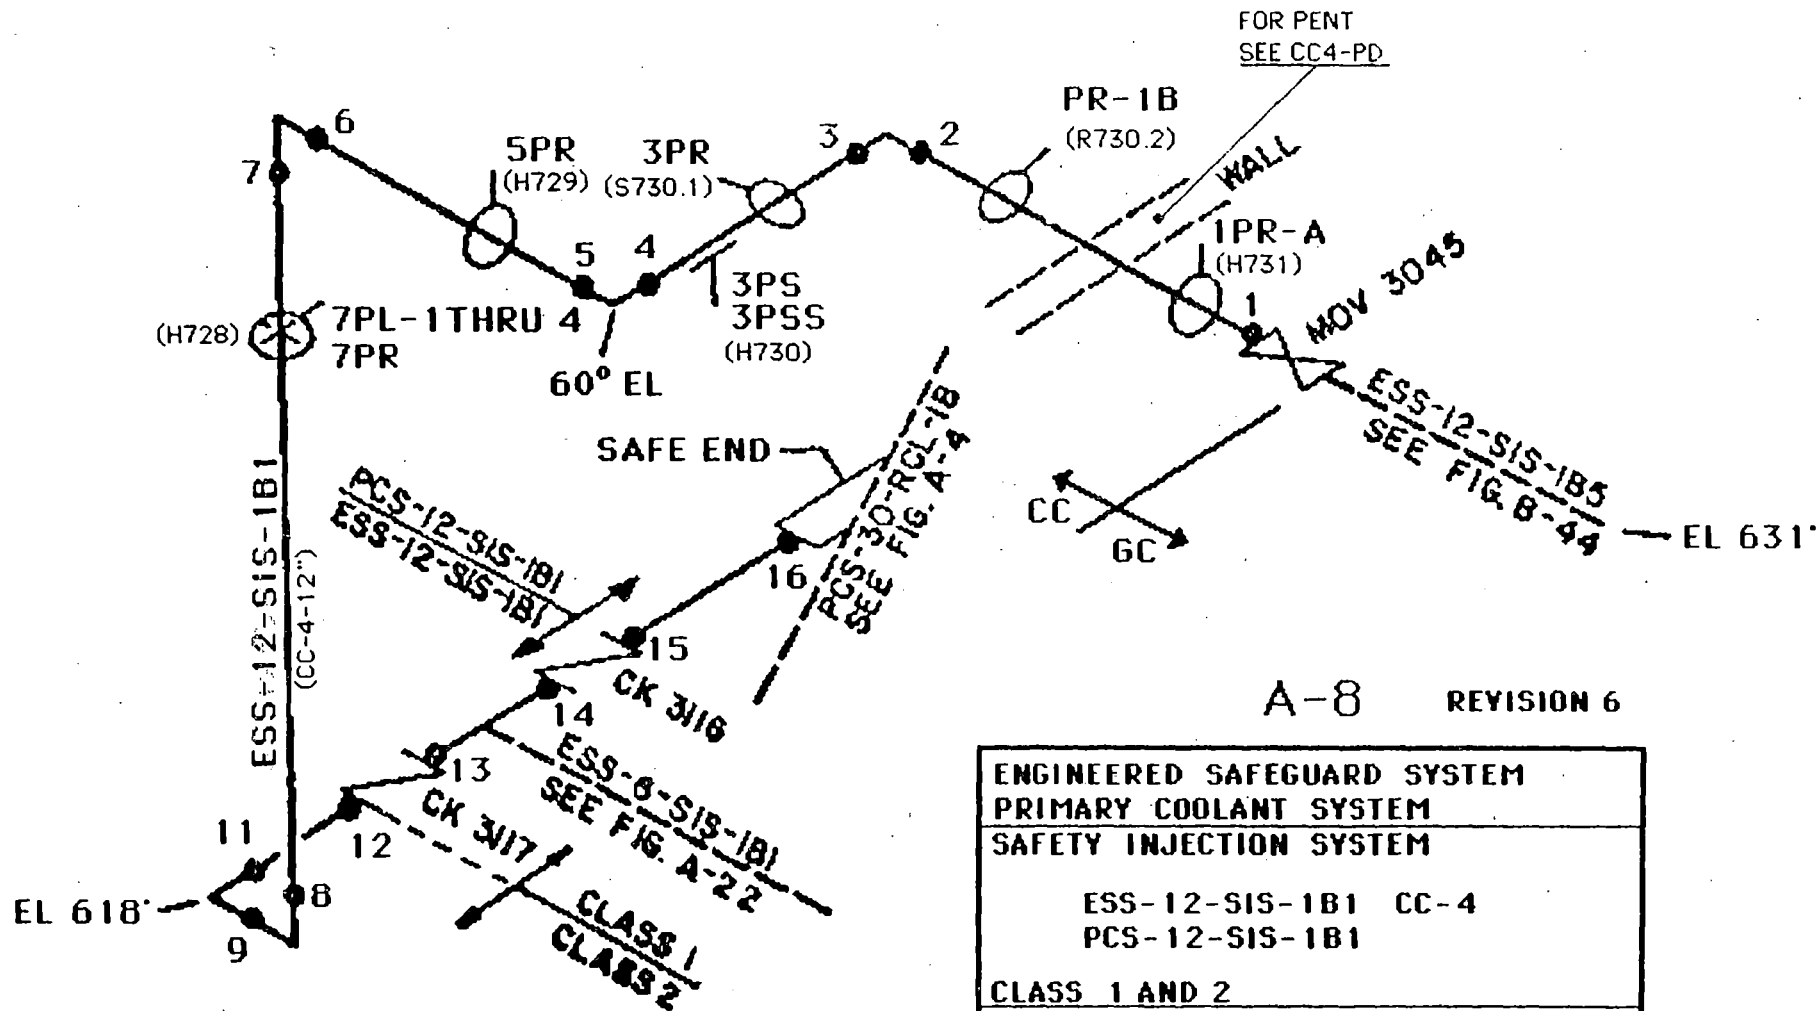 FOR PENT
SEE CC4-PD
PR-1B
(R730.2)
6
5PR
(H729)
3PR
(S730.1)
3
2
WALL
7
1PR-A
(H731)
5
4
1
MOV 3045
3PS
3PSS
(H730)
(H728)
7PL-1 THRU 4
7PR
60° EL
ESS-12-SIS-1B5
SEE FIG. B-44
EL 631'
SAFE END
PCS-30-RCL-1B
SEE FIG. A-4
CC
GC
PCS-12-SIS-1B1
ESS-12-SIS-1B1
16
ESS-12-SIS-1B1
(CC-4-12")
15
CK 3116
14
A-8
REVISION 6
13
ESS-6-SIS-1B1
SEE FIG. A-22
CK 3117
12
11
EL 618'
8
9
CLASS 1
CLASS 2
ENGINEERED SAFEGUARD SYSTEM
PRIMARY COOLANT SYSTEM
SAFETY INJECTION SYSTEM
ESS-12-SIS-1B1 CC-4
PCS-12-SIS-1B1
CLASS 1 AND 2